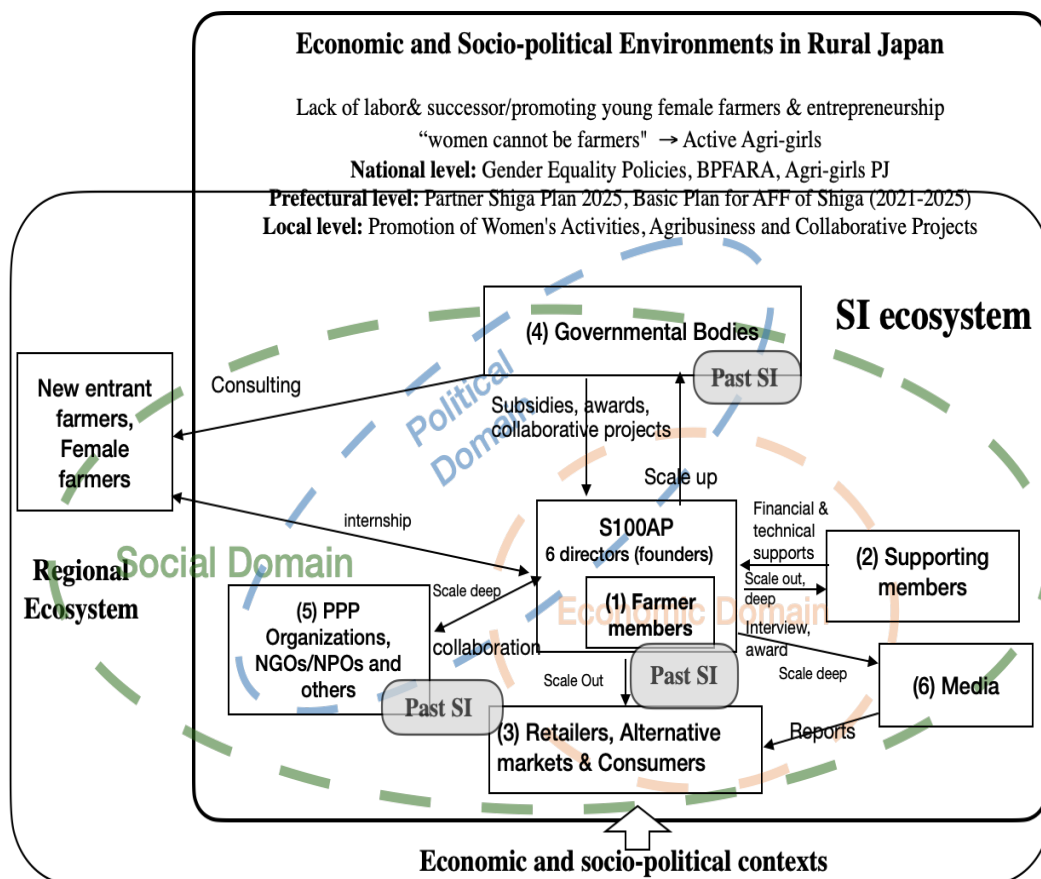 Economic and Socio-political Environments in Rural Japan
Lack of labor& successor/promoting young female farmers & entrepreneurship
“women cannot be farmers" → Active Agri-girls
National level: Gender Equality Policies, BPFARA, Agri-girls PJ
Prefectural level: Partner Shiga Plan 2025, Basic Plan for AFF of Shiga (2021-2025)
Local level: Promotion of Women's Activities, Agribusiness and Collaborative Projects
SI ecosystem
(4) Governmental Bodies
Past SI
New entrant
farmers,
Female
farmers
Consulting
Political
Domain
Subsidies, awards,
collaborative projects
Scale up
internship
S100AP
6 directors (founders)
(1) Farmer
members
Economic Domain
Past SI
Financial &
technical
supports
Scale out,
deep
(2) Supporting
members
Regional
Ecosystem
Social Domain
Scale deep
collaboration
(5) PPP
Organizations,
NGOs/NPOs and
others
Past SI
Interview,
award
Scale deep
(6) Media
Scale Out
Reports
(3) Retailers, Alternative
markets & Consumers
Economic and socio-political contexts